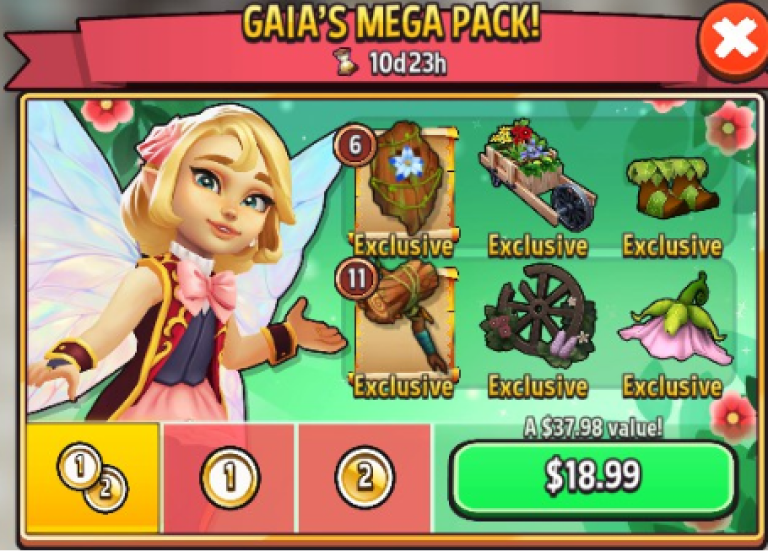 GAIA'S MEGA PACK!
10d23h
6
Exclusive Exclusive Exclusive
11
Exclusive Exclusive Exclusive
A $37.98 value!
1 2 1 2 $18.99